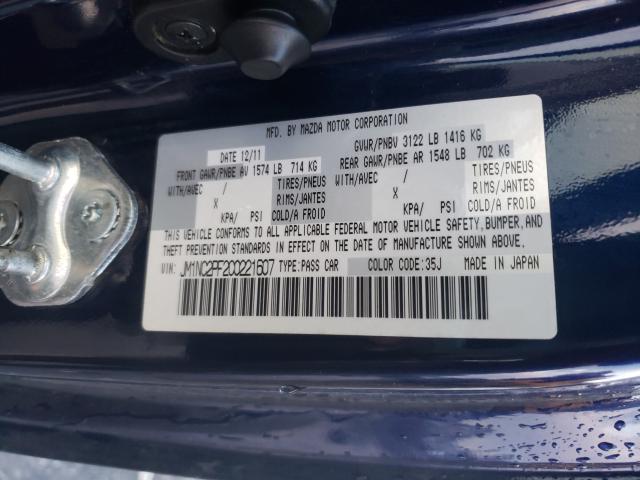 MFD. BY MAZDA MOTOR CORPORATION
DATE 12/11 GVWR/PNBV 3122 LB 1416 KG
FRONT GAWR/PNBE AV 1574 LB 714 KG REAR GAWR/PNBE AR 1548 LB 702 KG
WITH/AVEC / TIRES/PNEUS WITH/AVEC / TIRES/PNEUS
X RIMS/JANTES X RIMS/JANTES
KPA/ PSI COLD/A FROID KPA/ PSI COLD/A FROID
THIS VEHICLE CONFORMS TO ALL APPLICABLE FEDERAL MOTOR VEHICLE SAFETY,BUMPER,AND
THEFT PREVENTION STANDARDS IN EFFECT ON THE DATE OF MANUFACTURE SHOWN ABOVE.
VIN: JM1NC2FF2C0221607 TYPE:PASS CAR COLOR CODE:35J MADE IN JAPAN